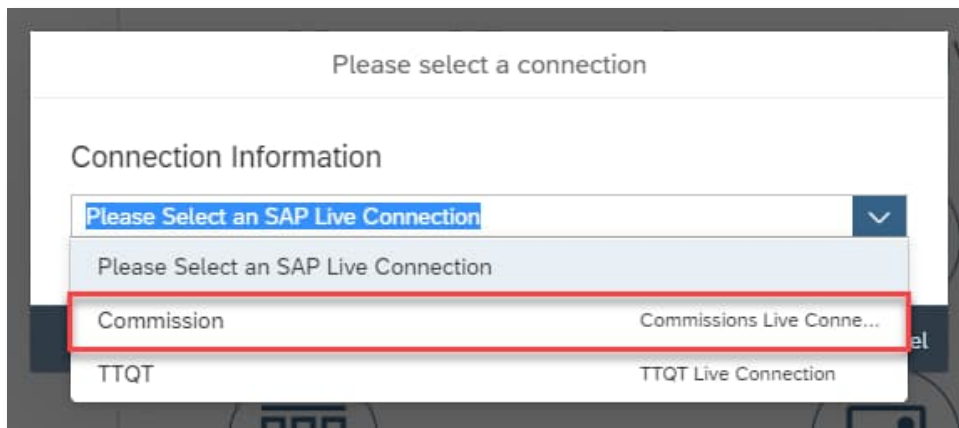 Please select a connection
Connection Information
Please Select an SAP Live Connection
Please Select an SAP Live Connection
Commission Commissions Live Conne...
el
TTQT TTQT Live Connection